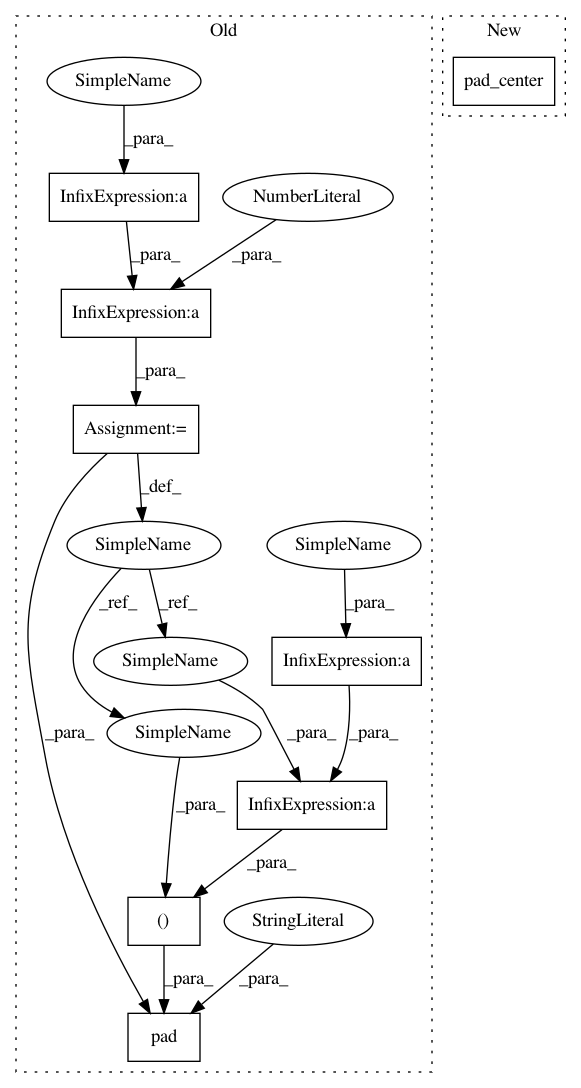 Old
New
SimpleName
pad_center
_para_
InfixExpression:a
NumberLiteral
_para_
_para_
InfixExpression:a
_para_
Assignment:=
_def_
SimpleName
SimpleName
_ref_
_ref_
_para_
SimpleName
InfixExpression:a
SimpleName
_para_
_para_
_para_
_para_
InfixExpression:a
_para_
()
StringLiteral
_para_
_para_
pad